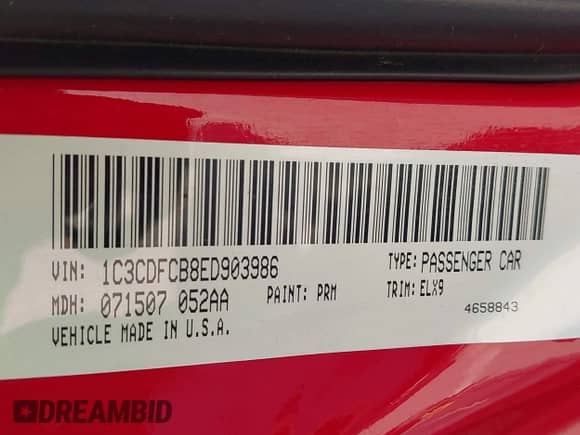 VIN: 1C3CDFCB8ED903986 TYPE: PASSENGER CAR
MDH: 071507 052AA PAINT: PRM TRIM: ELX9
VEHICLE MADE IN U.S.A. 4658843
DREAMBID